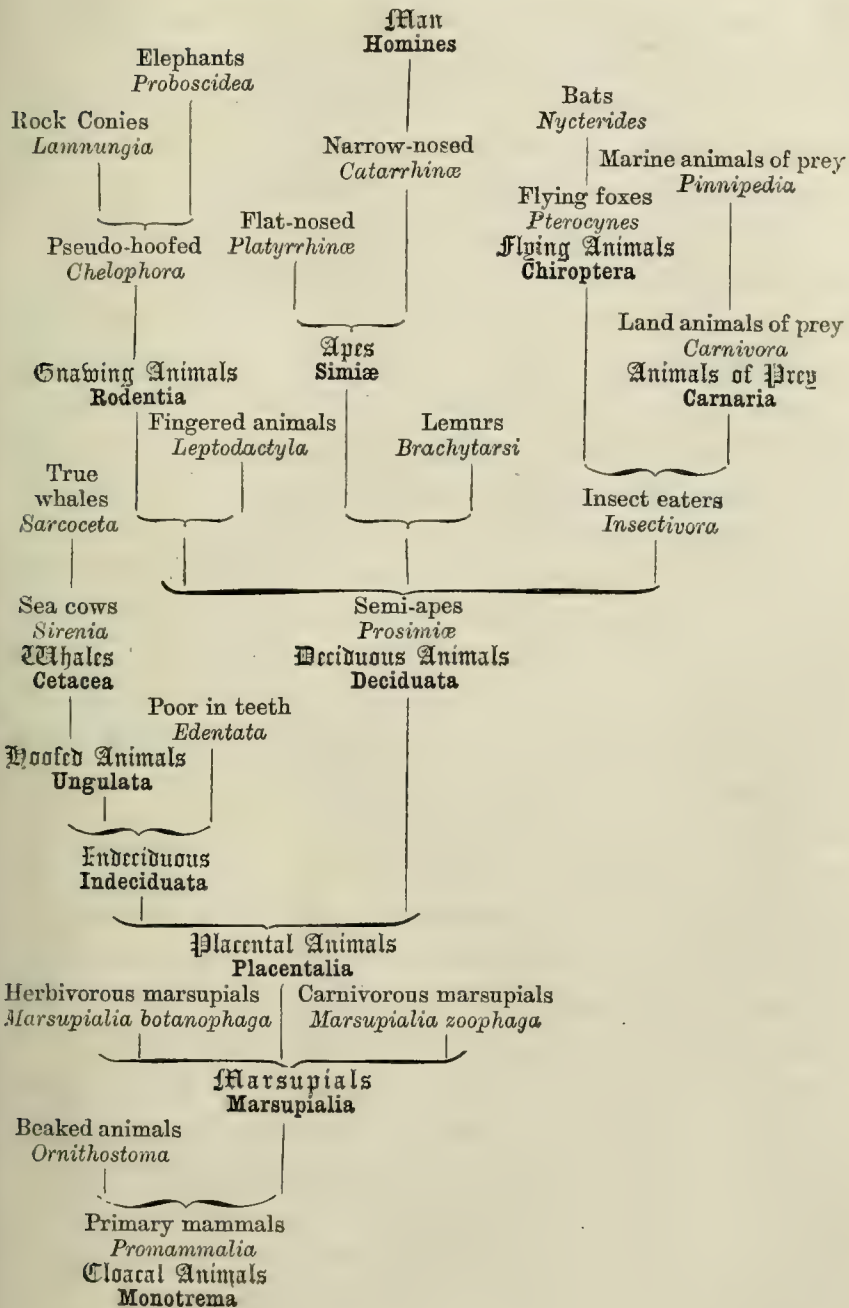 Man
Homines
Elephants
Proboscidea
Bats
Nycterides
Rock Conies
Lamnungia
Narrow-nosed
Catarrhinæ
Marine animals of prey
Pinnipedia
Flying foxes
Pterocynes
Flying Animals
Chiroptera
Flat-nosed
Platyrrhinæ
Pseudo-hoofed
Chelophora
Land animals of prey
Carnivora
Animals of Prey
Carnaria
Apes
Simiæ
Gnawing Animals
Rodentia
Fingered animals
Leptodactyla
Lemurs
Brachytarsi
True
whales
Sarcoceta
Insect eaters
Insectivora
Sea cows
Sirenia
Whales
Cetacea
Semi-apes
Prosimiæ
Deciduous Animals
Deciduata
Poor in teeth
Edentata
Hoofed Animals
Ungulata
Indeciduous
Indeciduata
Placental Animals
Placentalia
Herbivorous marsupials
Marsupialia botanophaga
Carnivorous marsupials
Marsupialia zoophaga
Marsupials
Marsupialia
Beaked animals
Ornithostoma
Primary mammals
Promammalia
Cloacal Animals
Monotrema